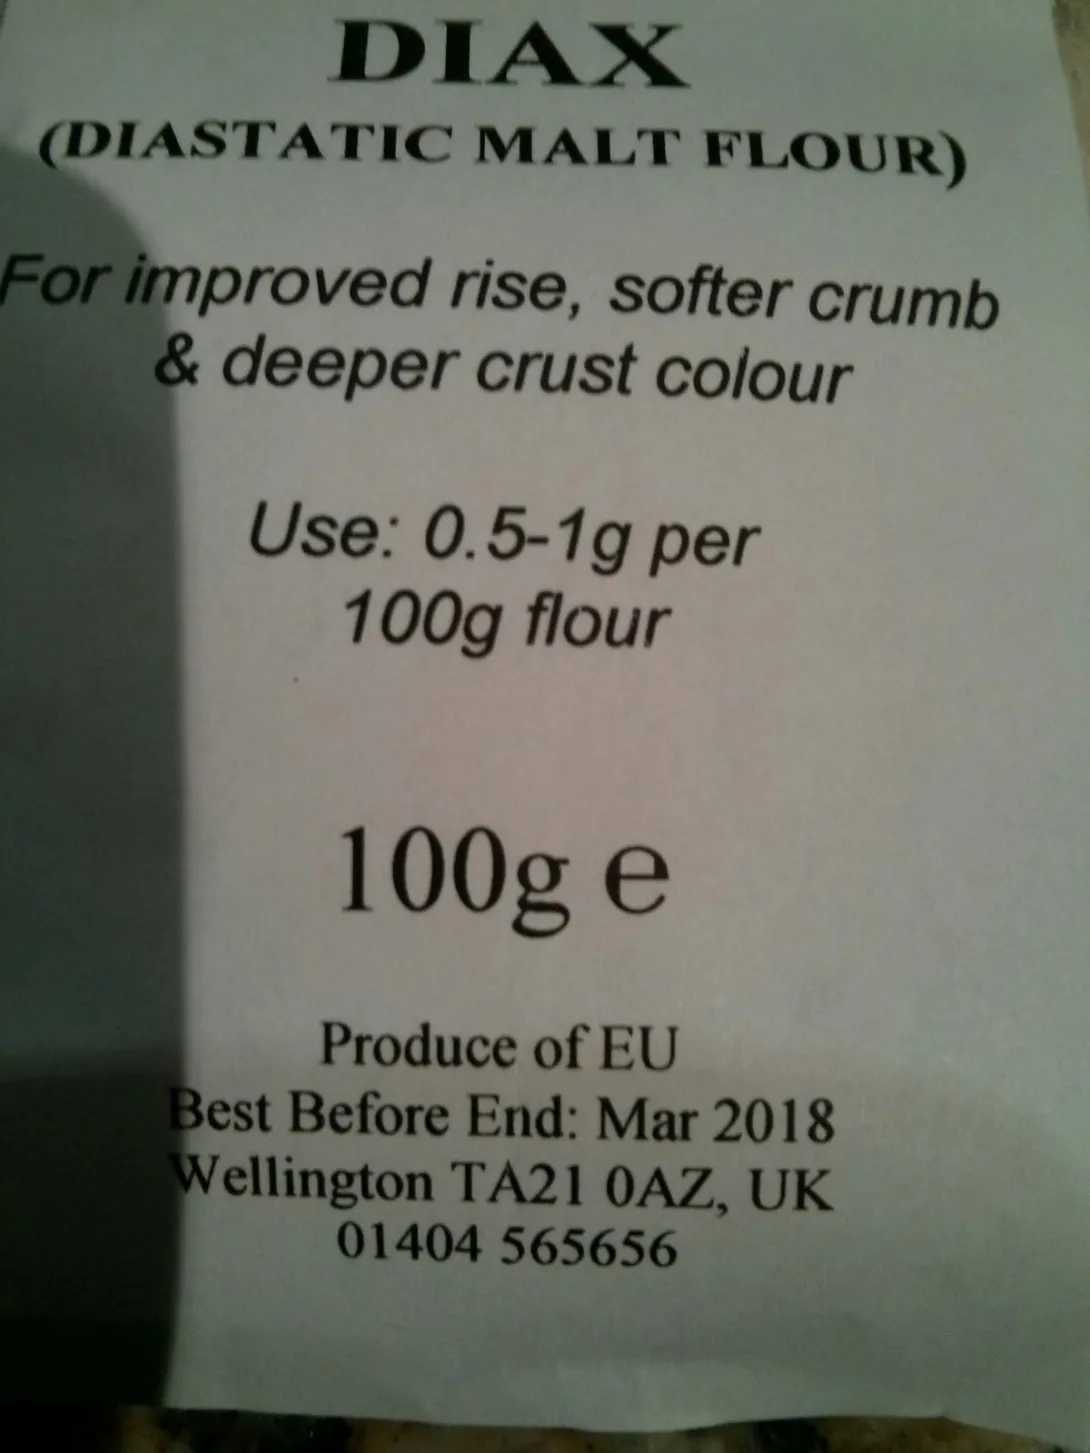 DIAX
(DIASTATIC MALT FLOUR)
For improved rise, softer crumb
& deeper crust colour
Use: 0.5-1g per
100g flour
100g e
Produce of EU
Best Before End: Mar 2018
Wellington TA21 0AZ, UK
01404 565656